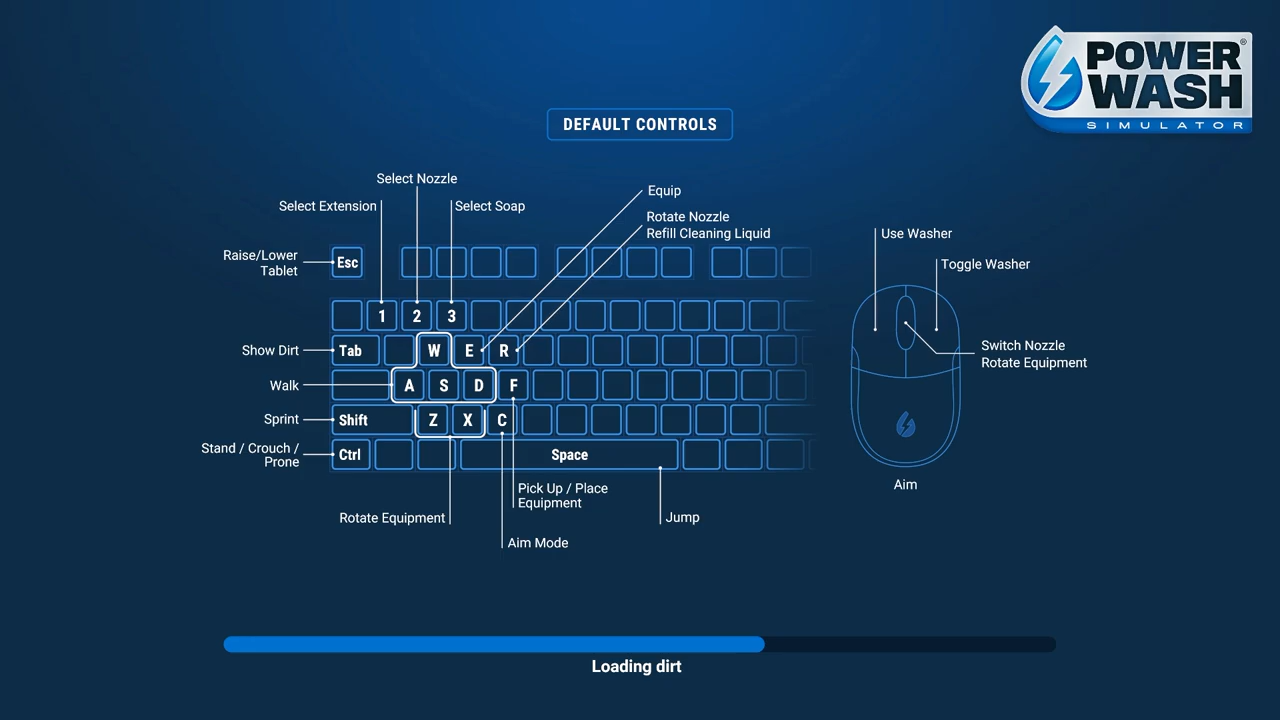 POWER
WASH
SIMULATOR
®
DEFAULT CONTROLS
Select Nozzle
Select Extension
Select Soap
Equip
Rotate Nozzle
Refill Cleaning Liquid
Raise/Lower
Tablet
Esc
1
2
3
Show Dirt
Tab
W
E
R
Walk
A
S
D
F
Sprint
Shift
Z
X
C
Stand / Crouch /
Prone
Ctrl
Space
Rotate Equipment
Pick Up / Place
Equipment
Aim Mode
Jump
Use Washer
Toggle Washer
Switch Nozzle
Rotate Equipment
Aim
Loading dirt